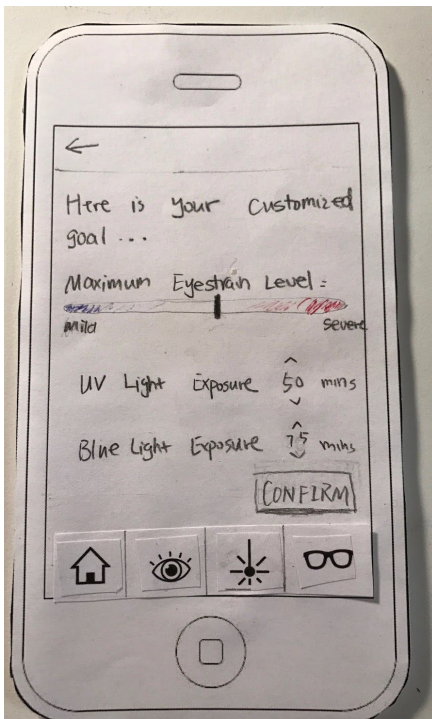 Here is your customized
goal ...
Maximum Eyestrain Level:
Mild severe
UV Light Exposure 50 mins
Blue Light Exposure 75 mins
CONFIRM